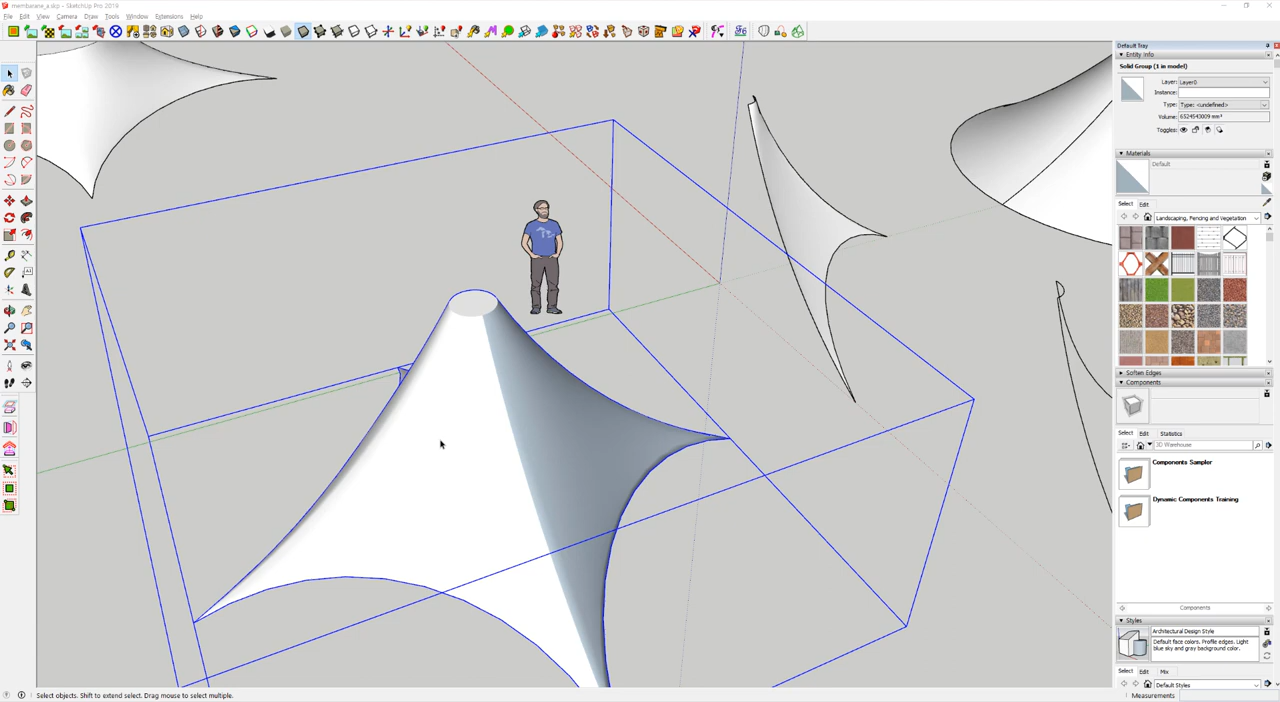 membrane_a.skp - SketchUp Pro 2019
File Edit View Camera Draw Tools Window Extensions Help
Default Tray
Entity Info
Solid Group (1 in model)
Layer: Layer0
Instance:
Type: Type: <undefined>
Volume: 6524543009 mm³
Toggles:
Materials
Default
Select Edit
Landscaping, Fencing and Vegetation
Soften Edges
Components
Select Edit Statistics
3D Warehouse
Components Sampler
Dynamic Components Training
Components
Styles
Architectural Design Style
Default face colors. Profile edges. Light
blue sky and gray background color.
Select Edit Mix
Default Styles
Select objects. Shift to extend select. Drag mouse to select multiple.
Measurements